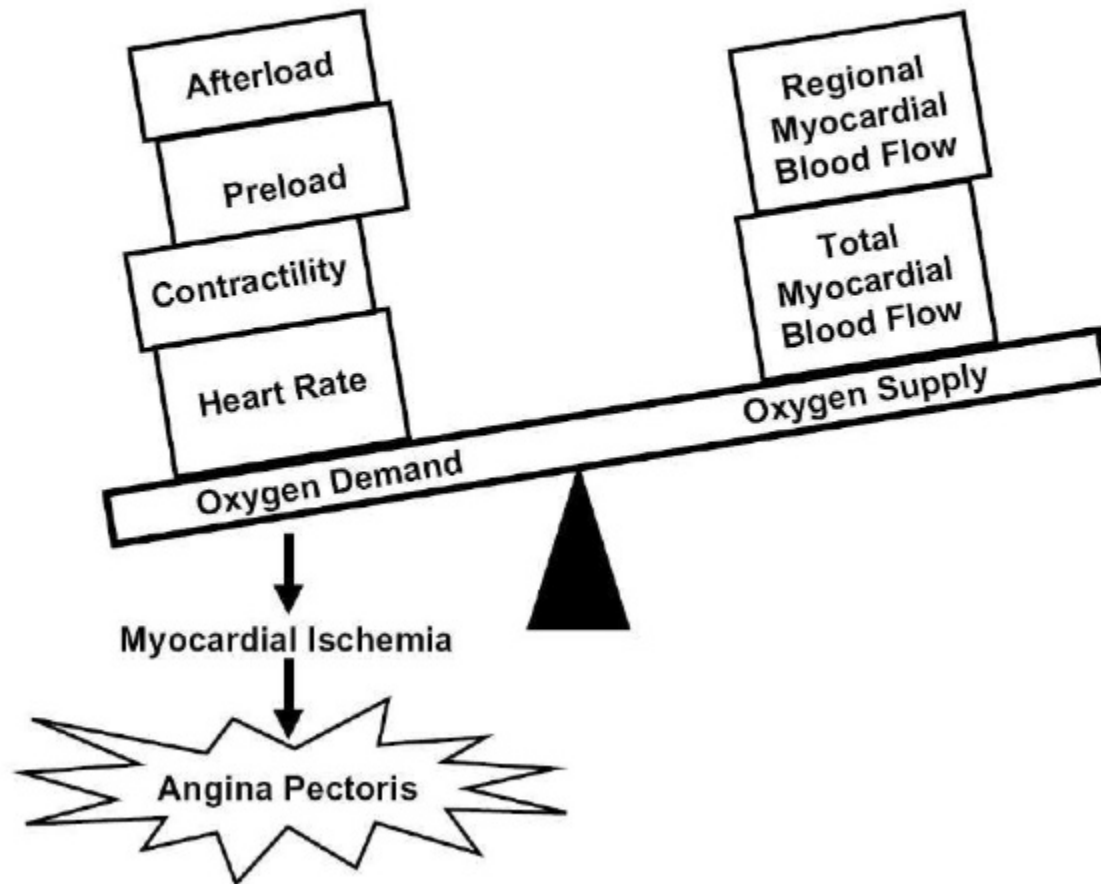 Afterload
Preload
Contractility
Heart Rate
Oxygen Demand
Regional
Myocardial
Blood Flow
Total
Myocardial
Blood Flow
Oxygen Supply
Myocardial Ischemia
Angina Pectoris